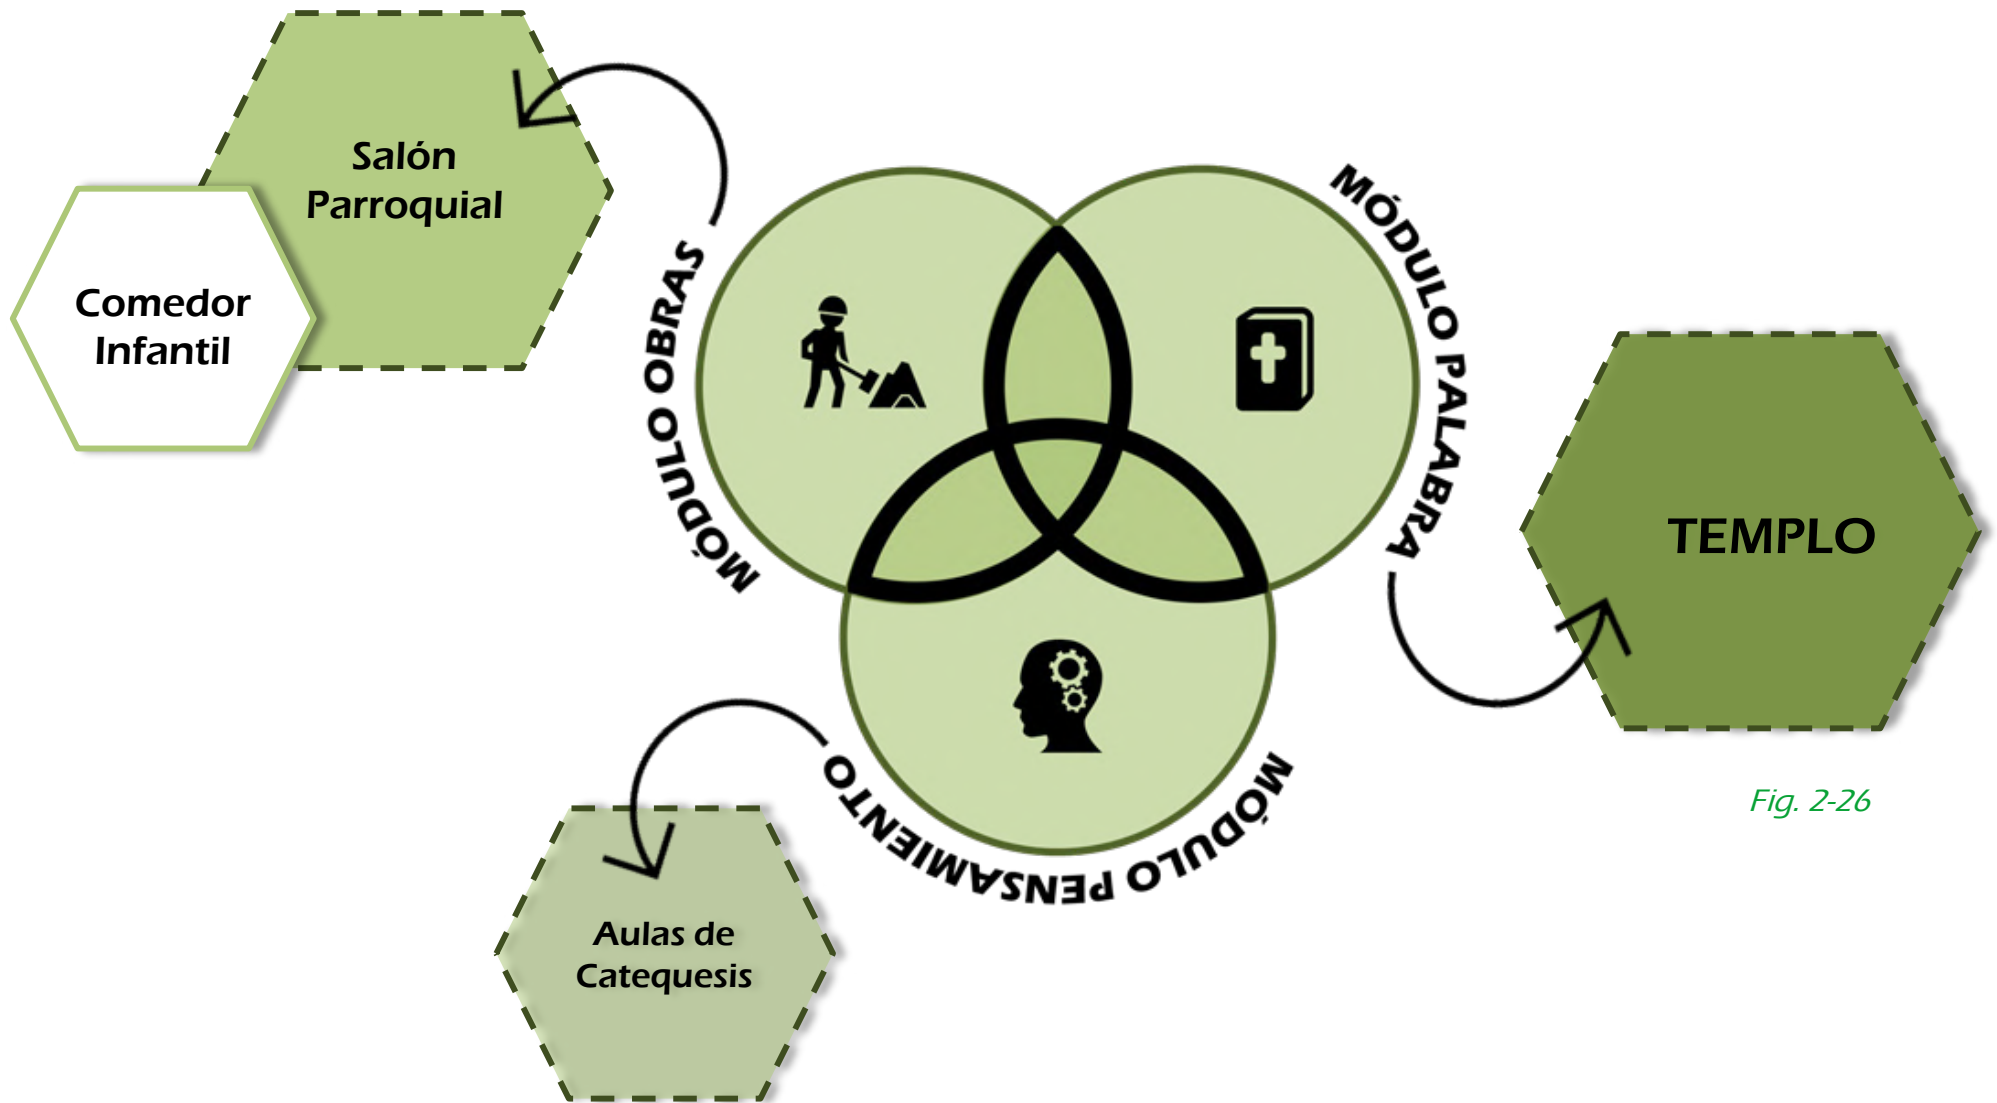 Salón
Parroquial
Comedor
Infantil
MÓDULO OBRAS
MÓDULO PALABRA
TEMPLO
Fig. 2-26
MÓDULO PENSAMIENTO
Aulas de
Catequesis